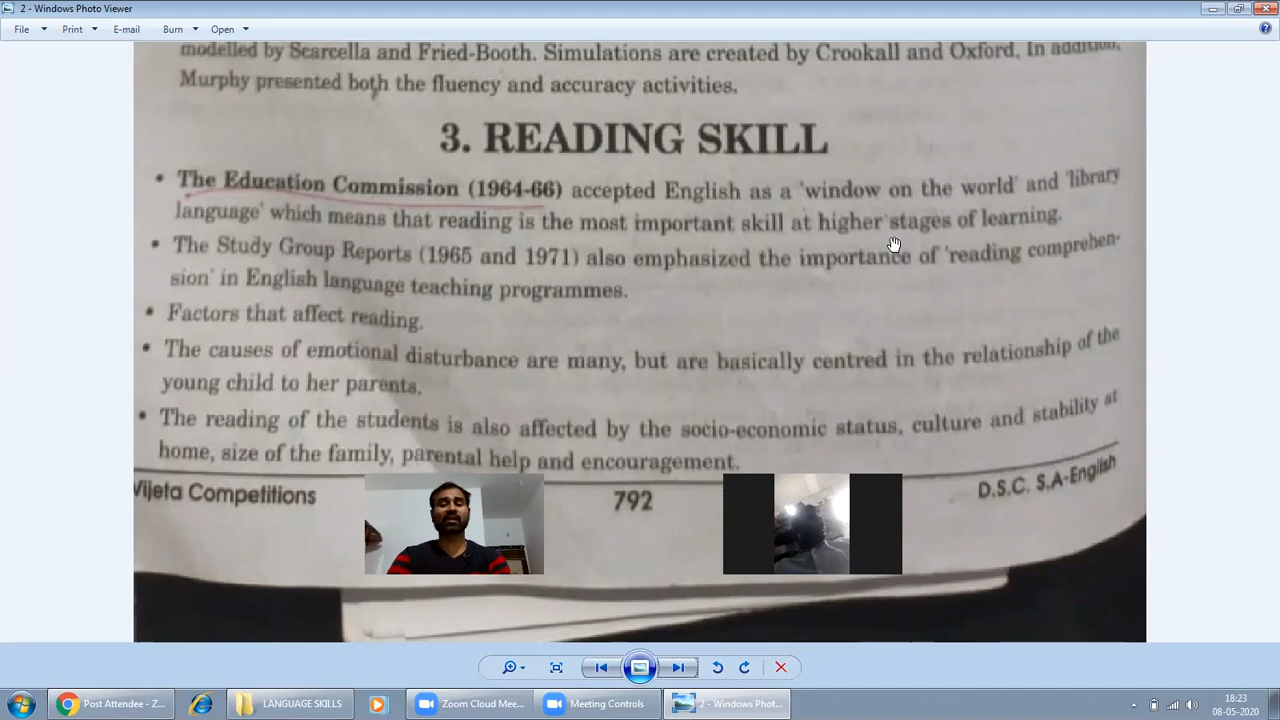 2 - Windows Photo Viewer
File Print E-mail Burn Open
modelled by Scarcella and Fried-Booth. Simulations are created by Crookall and Oxford. In addition,
Murphy presented both the fluency and accuracy activities.
3. READING SKILL
• The Education Commission (1964-66) accepted English as a 'window on the world' and 'library
language' which means that reading is the most important skill at higher stages of learning.
• The Study Group Reports (1965 and 1971) also emphasized the importance of 'reading comprehen-
sion' in English language teaching programmes.
• Factors that affect reading.
• The causes of emotional disturbance are many, but are basically centred in the relationship of the
young child to her parents.
• The reading of the students is also affected by the socio-economic status, culture and stability at
home, size of the family, parental help and encouragement.
Vijeta Competitions 792 D.S.C. S.A-English
Post Attendee - Z... LANGUAGE SKILLS Zoom Cloud Mee... Meeting Controls 2 - Windows Phot...
18:23
08-05-2020